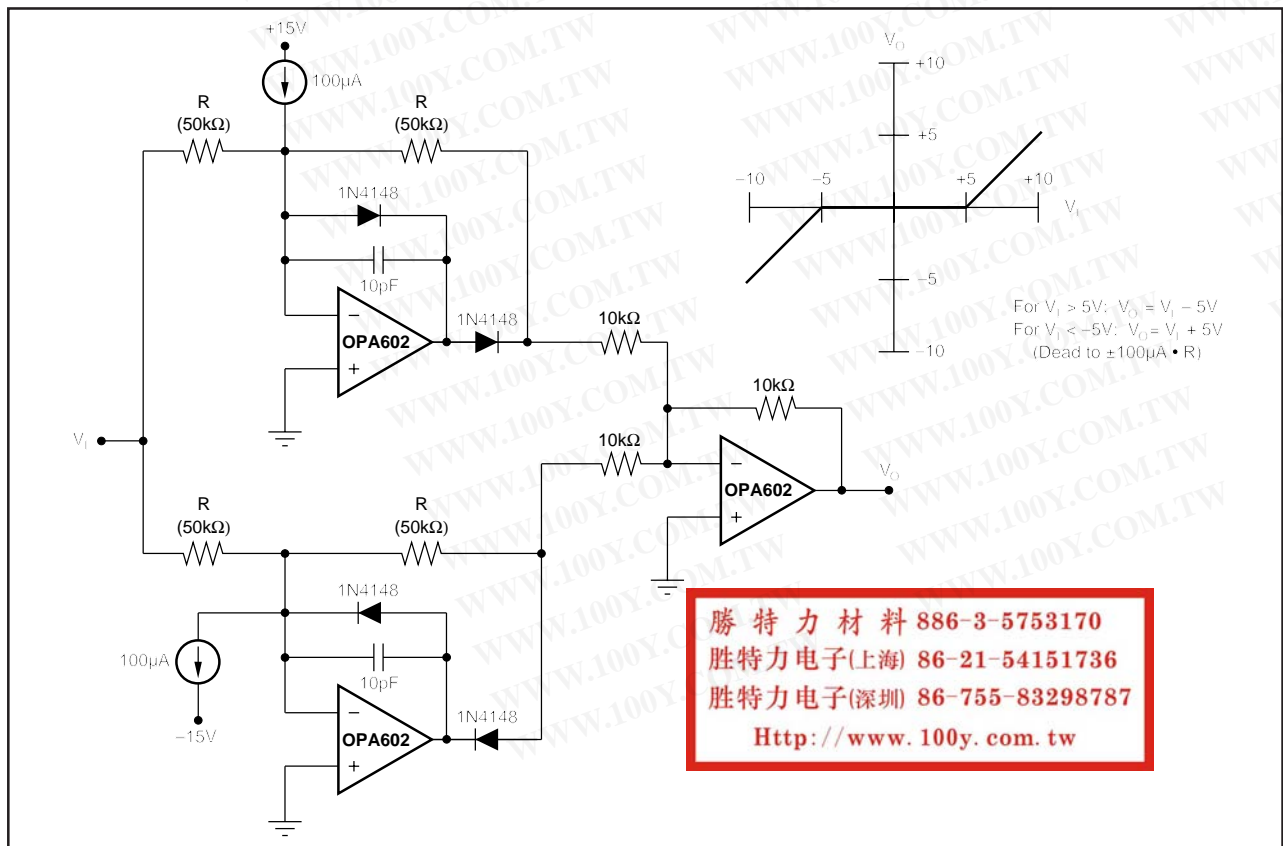 +15V
100µA
R
(50kΩ)
R
(50kΩ)
1N4148
10pF
−
OPA602
+
1N4148
10kΩ
V_I
R
(50kΩ)
R
(50kΩ)
100µA
−15V
1N4148
10pF
−
OPA602
+
1N4148
10kΩ
10kΩ
−
OPA602
+
V_O
V_O
+10
+5
−10
−5
+5
+10
V_I
−5
−10
For V_I > 5V: V_O = V_I − 5V
For V_I < −5V: V_O = V_I + 5V
(Dead to ±100µA • R)
勝特力材料 886-3-5753170
胜特力电子(上海) 86-21-54151736
胜特力电子(深圳) 86-755-83298787
Http://www.100y.com.tw
WWW.100Y.COM.TW